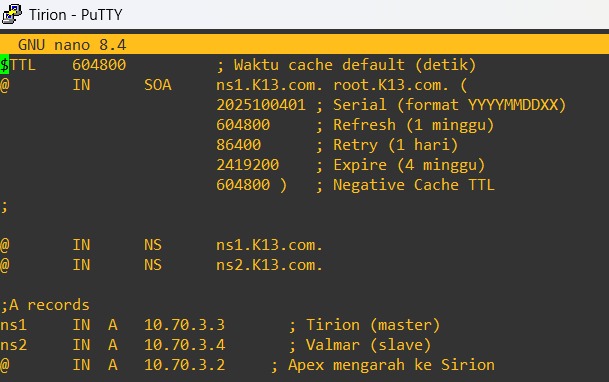 Tirion - PuTTY
GNU nano 8.4
$TTL    604800          ; Waktu cache default (detik)
@       IN      SOA     ns1.K13.com. root.K13.com. (
                        2025100401 ; Serial (format YYYYMMDDXX)
                        604800     ; Refresh (1 minggu)
                        86400      ; Retry (1 hari)
                        2419200    ; Expire (4 minggu)
                        604800 )   ; Negative Cache TTL
;
@       IN      NS      ns1.K13.com.
@       IN      NS      ns2.K13.com.
;A records
ns1     IN  A   10.70.3.3       ; Tirion (master)
ns2     IN  A   10.70.3.4       ; Valmar (slave)
@       IN  A   10.70.3.2     ; Apex mengarah ke Sirion